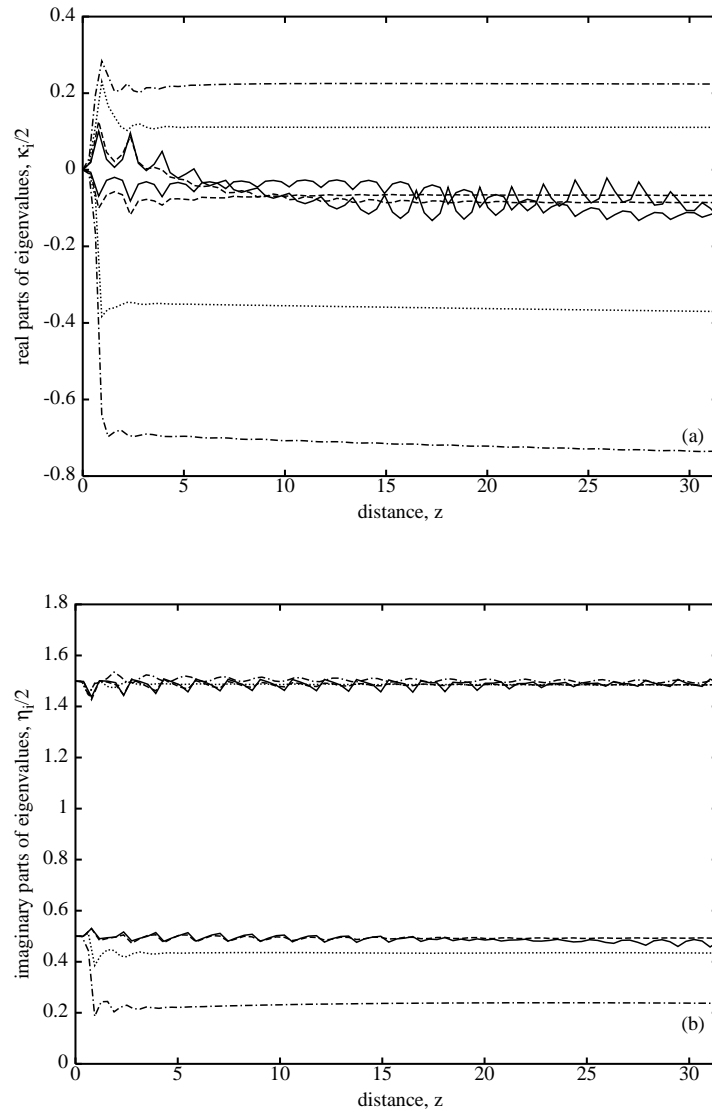 0.4
0.2
0
-0.2
-0.4
-0.6
-0.8
real parts of eigenvalues, κi/2
(a)
0 5 10 15 20 25 30
distance, z
1.8
1.6
1.4
1.2
1
0.8
0.6
0.4
0.2
0
imaginary parts of eigenvalues, ηi/2
(b)
0 5 10 15 20 25 30
distance, z